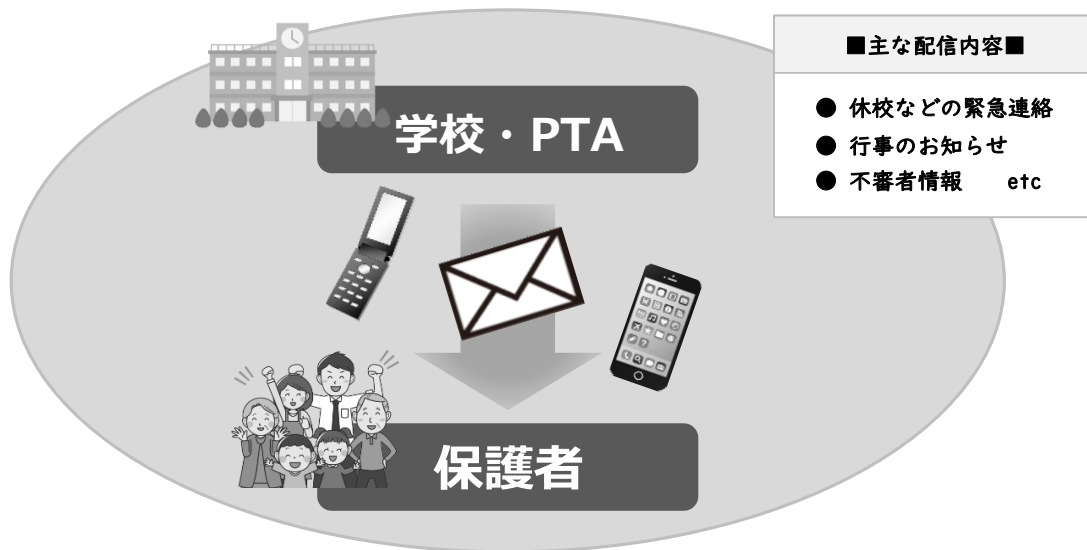 学校・PTA
保護者
■主な配信内容■
● 休校などの緊急連絡
● 行事のお知らせ
● 不審者情報　　etc